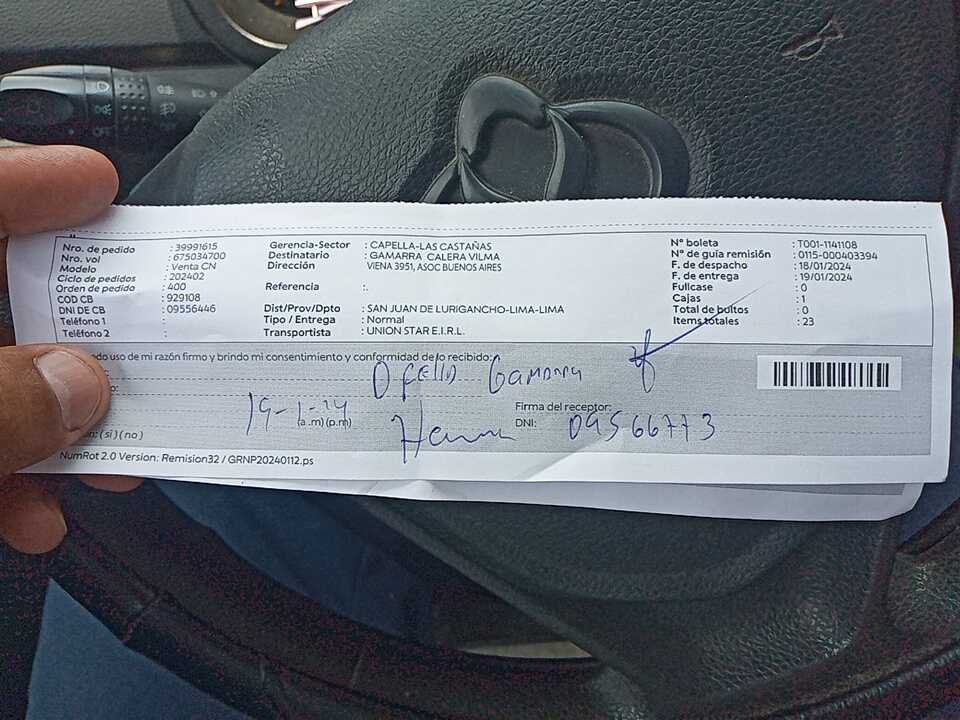 Nro. de pedido : 39991615
Nro. vol : 675034700
Modelo : Venta CN
Ciclo de pedidos : 202402
Orden de pedido : 400
COD CB : 929108
DNI DE CB : 09556446
Teléfono 1 :
Teléfono 2 :
Gerencia-Sector : CAPELLA-LAS CASTAÑAS
Destinatario : GAMARRA CALERA VILMA
Dirección VIENA 3951, ASOC BUENOS AIRES
Referencia :.
Dist/Prov/Dpto : SAN JUAN DE LURIGANCHO-LIMA-LIMA
Tipo / Entrega : Normal
Transportista : UNION STAR E.I.R.L.
N° boleta : T001-1141108
N° de guía remisión : 0115-000403394
F. de despacho : 18/01/2024
F. de entrega : 19/01/2024
Fullcase : 0
Cajas : 1
Total de bultos : 0
Items totales : 23
do uso de mi razón firmo y brindo mi consentimiento y conformidad de lo recibido:
Ofelia Gamarra
19-1-24
(a.m) (p.m)
Firma del receptor:
DNI: 09566773
(si) (no)
NumRot 2.0 Version: Remision32 / GRNP20240112.ps